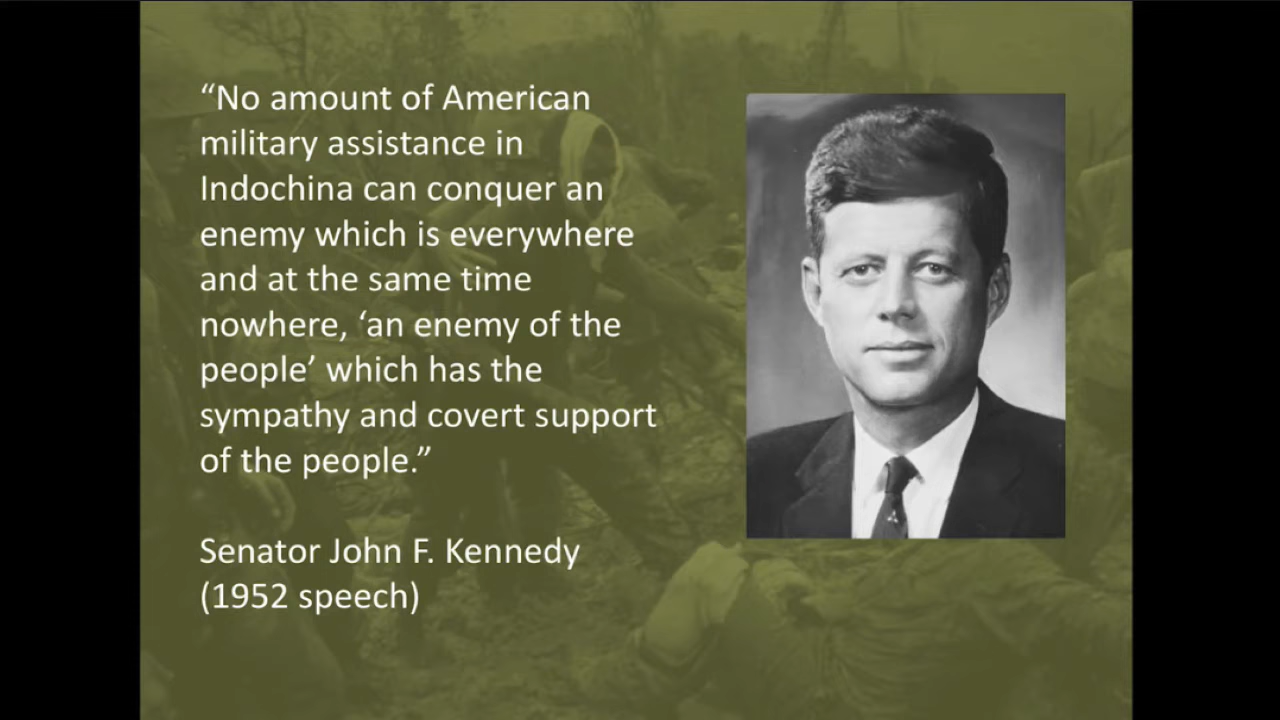 “No amount of American
military assistance in
Indochina can conquer an
enemy which is everywhere
and at the same time
nowhere, ‘an enemy of the
people’ which has the
sympathy and covert support
of the people.”
Senator John F. Kennedy
(1952 speech)